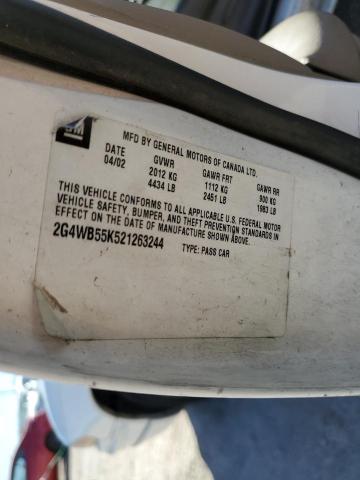 GM
MFD BY GENERAL MOTORS OF CANADA LTD.
DATE GVWR GAWR FRT GAWR RR
04/02 2012 KG 1112 KG 900 KG
4434 LB 2451 LB 1983 LB
THIS VEHICLE CONFORMS TO ALL APPLICABLE U.S. FEDERAL MOTOR
VEHICLE SAFETY, BUMPER, AND THEFT PREVENTION STANDARDS IN
EFFECT ON THE DATE OF MANUFACTURE SHOWN ABOVE.
2G4WB55K521263244 TYPE: PASS CAR